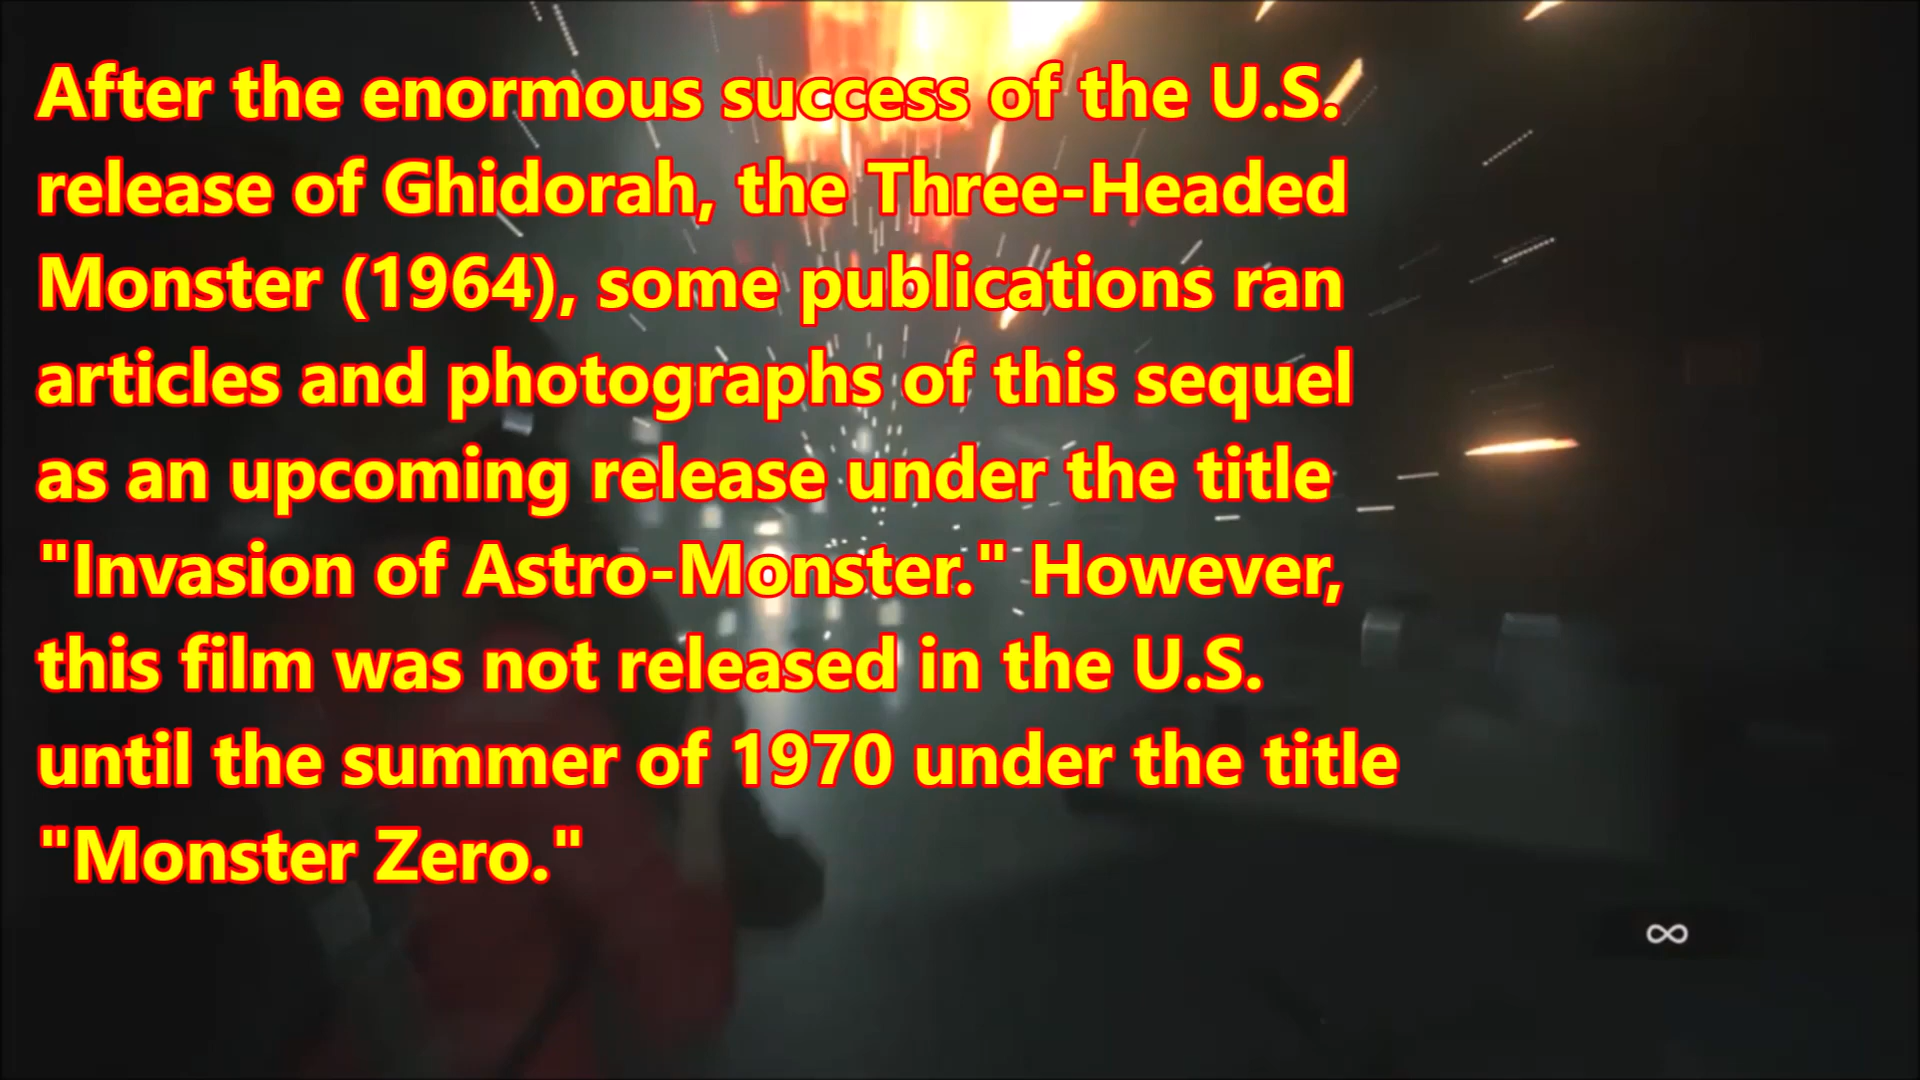 After the enormous success of the U.S.
release of Ghidorah, the Three-Headed
Monster (1964), some publications ran
articles and photographs of this sequel
as an upcoming release under the title
"Invasion of Astro-Monster." However,
this film was not released in the U.S.
until the summer of 1970 under the title
"Monster Zero."
∞